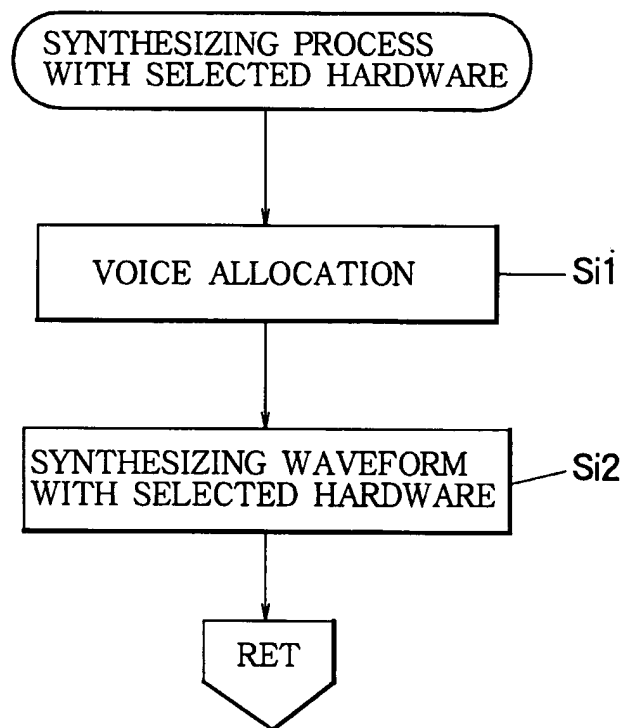 SYNTHESIZING PROCESS
WITH SELECTED HARDWARE
VOICE ALLOCATION
Si1
SYNTHESIZING WAVEFORM
WITH SELECTED HARDWARE
Si2
RET